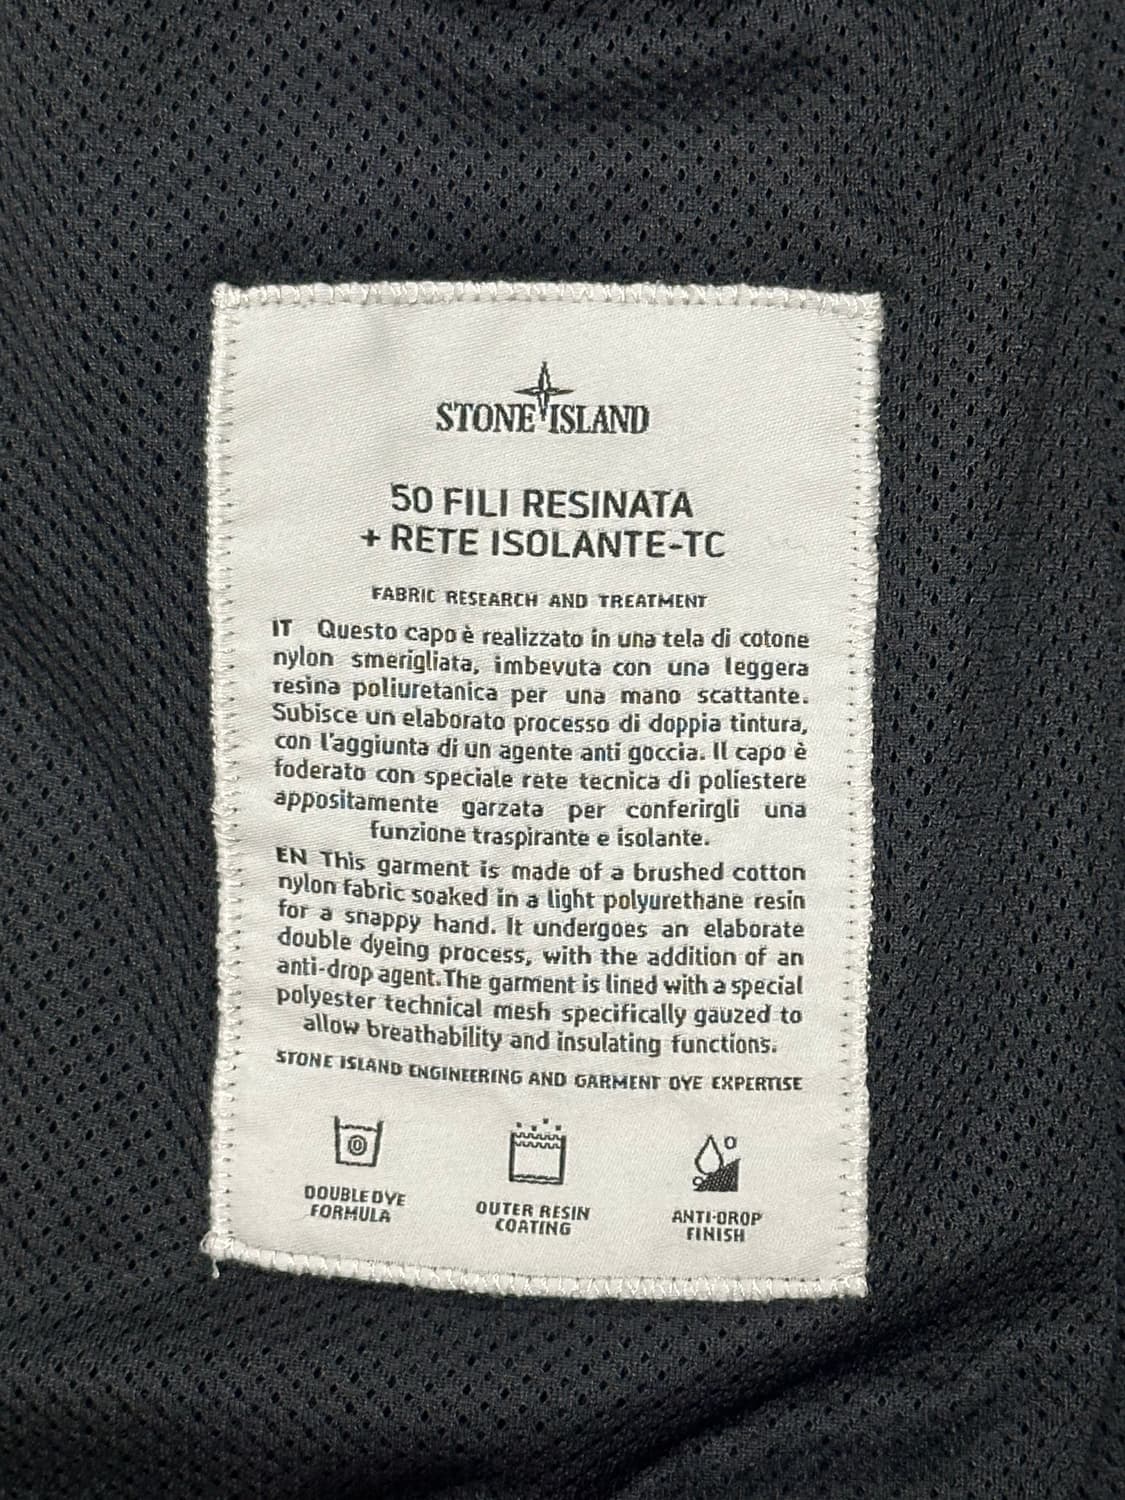 STONE ISLAND
50 FILI RESINATA
+ RETE ISOLANTE-TC
FABRIC RESEARCH AND TREATMENT
IT Questo capo è realizzato in una tela di cotone
nylon smerigliata, imbevuta con una leggera
resina poliuretanica per una mano scattante.
Subisce un elaborato processo di doppia tintura,
con l'aggiunta di un agente anti goccia. Il capo è
foderato con speciale rete tecnica di poliestere
appositamente garzata per conferirgli una
funzione traspirante e isolante.
EN This garment is made of a brushed cotton
nylon fabric soaked in a light polyurethane resin
for a snappy hand. It undergoes an elaborate
double dyeing process, with the addition of an
anti-drop agent.The garment is lined with a special
polyester technical mesh specifically gauzed to
allow breathability and insulating functions.
STONE ISLAND ENGINEERING AND GARMENT DYE EXPERTISE
DOUBLE DYE
FORMULA
OUTER RESIN
COATING
ANTI-DROP
FINISH